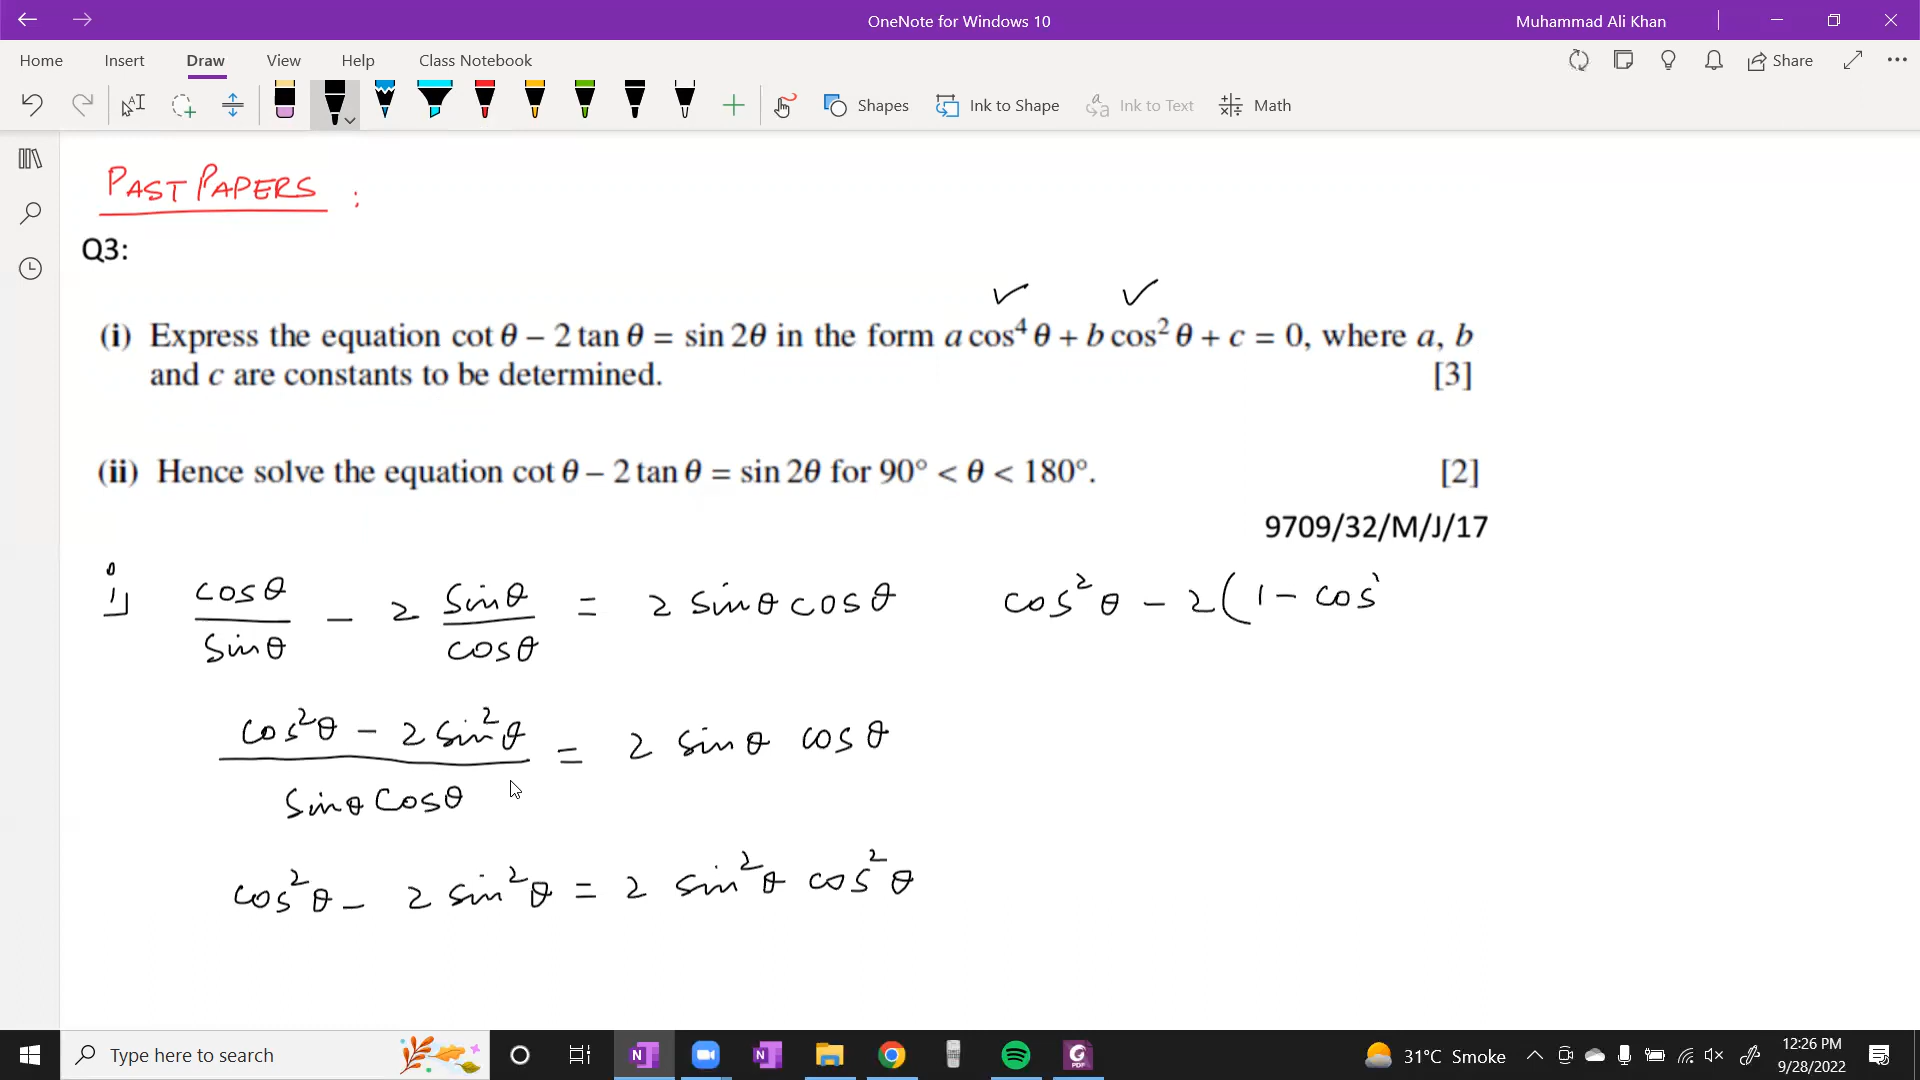 OneNote for Windows 10
Muhammad Ali Khan
Home Insert Draw View Help Class Notebook
Share
Shapes Ink to Shape Ink to Text Math
PAST PAPERS :
Q3:
(i) Express the equation cot θ – 2 tan θ = sin 2θ in the form a cos⁴ θ + b cos² θ + c = 0, where a, b
and c are constants to be determined. [3]
(ii) Hence solve the equation cot θ – 2 tan θ = sin 2θ for 90° < θ < 180°. [2]
9709/32/M/J/17
i) cosθ/sinθ – 2 sinθ/cosθ = 2 sinθ cosθ
(cos²θ – 2 sin²θ)/(sinθ cosθ) = 2 sinθ cosθ
cos²θ – 2 sin²θ = 2 sin²θ cos²θ
cos²θ – 2(1 – cos
Type here to search
31°C Smoke
12:26 PM
9/28/2022